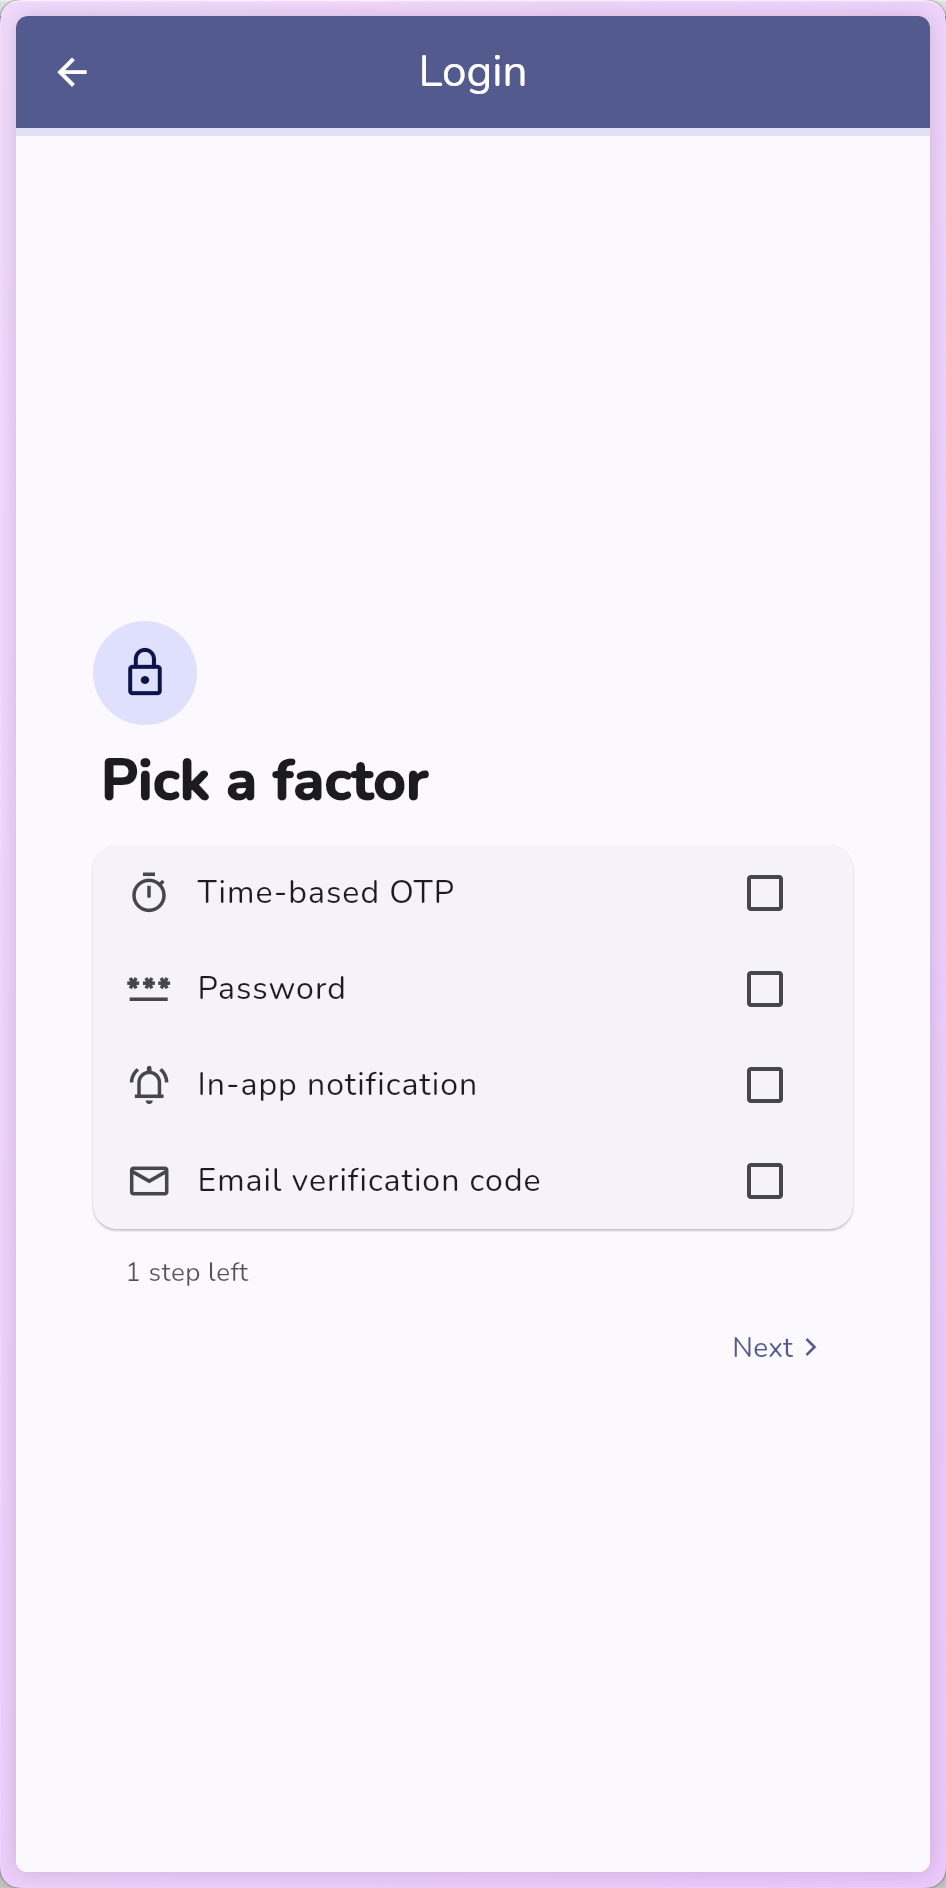 Login
Pick a factor
Time-based OTP
Password
In-app notification
Email verification code
1 step left
Next